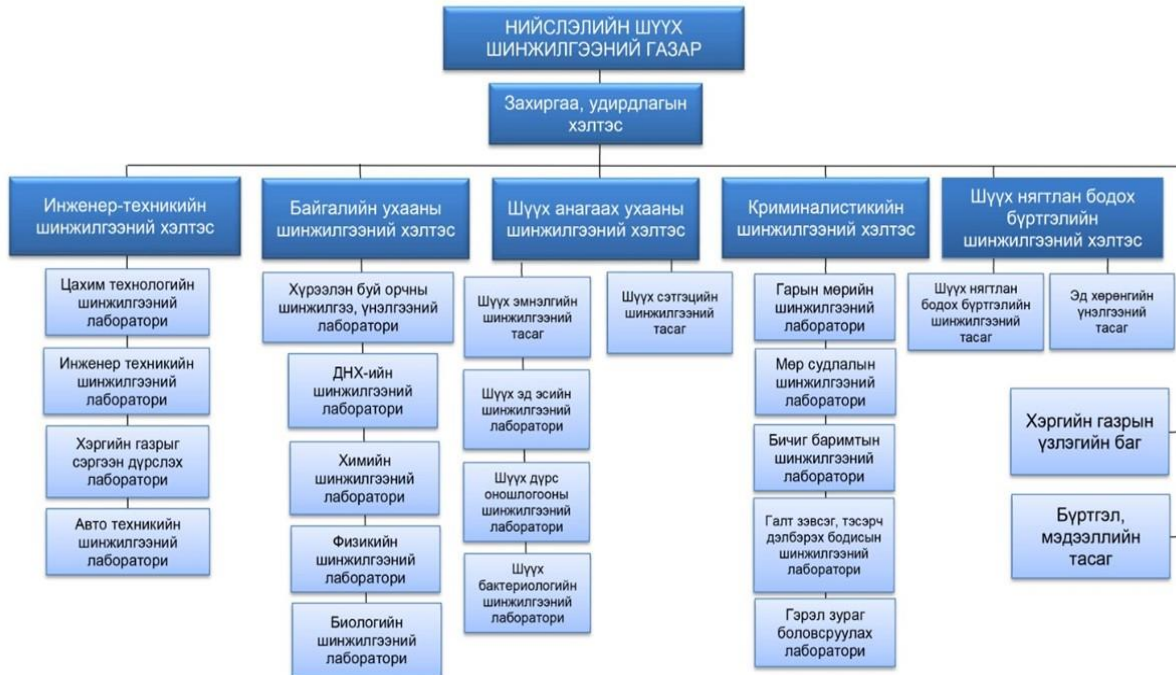 НИЙСЛЭЛИЙН ШҮҮХ
ШИНЖИЛГЭЭНИЙ ГАЗАР
Захиргаа, удирдлагын
хэлтэс
Инженер-техникийн
шинжилгээний хэлтэс
Цахим технологийн
шинжилгээний
лаборатори
Инженер техникийн
шинжилгээний
лаборатори
Хэргийн газрыг
сэргээн дүрслэх
лаборатори
Авто техникийн
шинжилгээний
лаборатори
Байгалийн ухааны
шинжилгээний хэлтэс
Хүрээлэн буй орчны
шинжилгээ, үнэлгээний
лаборатори
ДНХ-ийн
шинжилгээний
лаборатори
Химийн
шинжилгээний
лаборатори
Физикийн
шинжилгээний
лаборатори
Биологийн
шинжилгээний
лаборатори
Шүүх анагаах ухааны
шинжилгээний хэлтэс
Шүүх эмнэлгийн
шинжилгээний
тасаг
Шүүх эд эсийн
шинжилгээний
лаборатори
Шүүх дүрс
оношлогооны
шинжилгээний
лаборатори
Шүүх
бактериологийн
шинжилгээний
лаборатори
Шүүх сэтгэцийн
шинжилгээний
тасаг
Криминалистикийн
шинжилгээний хэлтэс
Гарын мөрийн
шинжилгээний
лаборатори
Мөр судлалын
шинжилгээний
лаборатори
Бичиг баримтын
шинжилгээний
лаборатори
Галт зэвсэг, тэсэрч
дэлбэрэх бодисын
шинжилгээний
лаборатори
Гэрэл зураг
боловсруулах
лаборатори
Шүүх нягтлан бодох
бүртгэлийн
шинжилгээний хэлтэс
Шүүх нягтлан
бодох бүртгэлийн
шинжилгээний
тасаг
Эд хөрөнгийн
үнэлгээний
тасаг
Хэргийн газрын
үзлэгийн баг
Бүртгэл,
мэдээллийн
тасаг